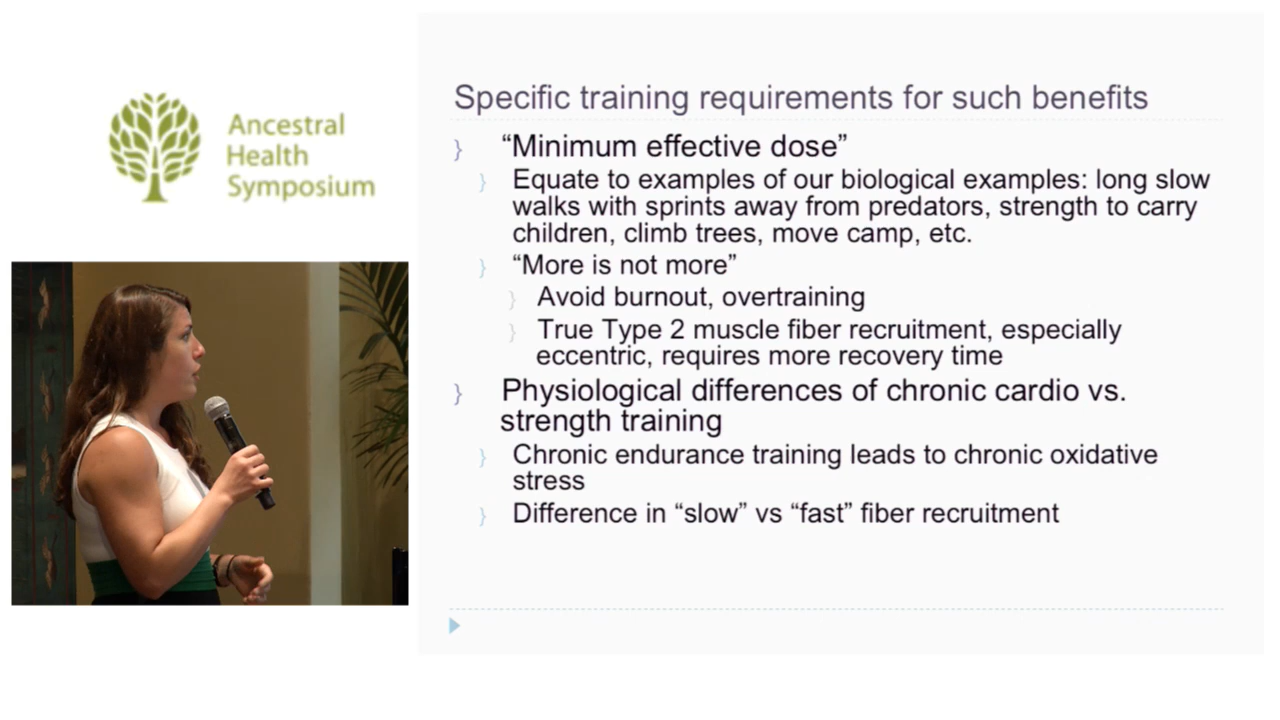 Ancestral
Health
Symposium
Specific training requirements for such benefits
} “Minimum effective dose”
} Equate to examples of our biological examples: long slow
walks with sprints away from predators, strength to carry
children, climb trees, move camp, etc.
} “More is not more”
} Avoid burnout, overtraining
} True Type 2 muscle fiber recruitment, especially
eccentric, requires more recovery time
} Physiological differences of chronic cardio vs.
strength training
} Chronic endurance training leads to chronic oxidative
stress
} Difference in “slow” vs “fast” fiber recruitment